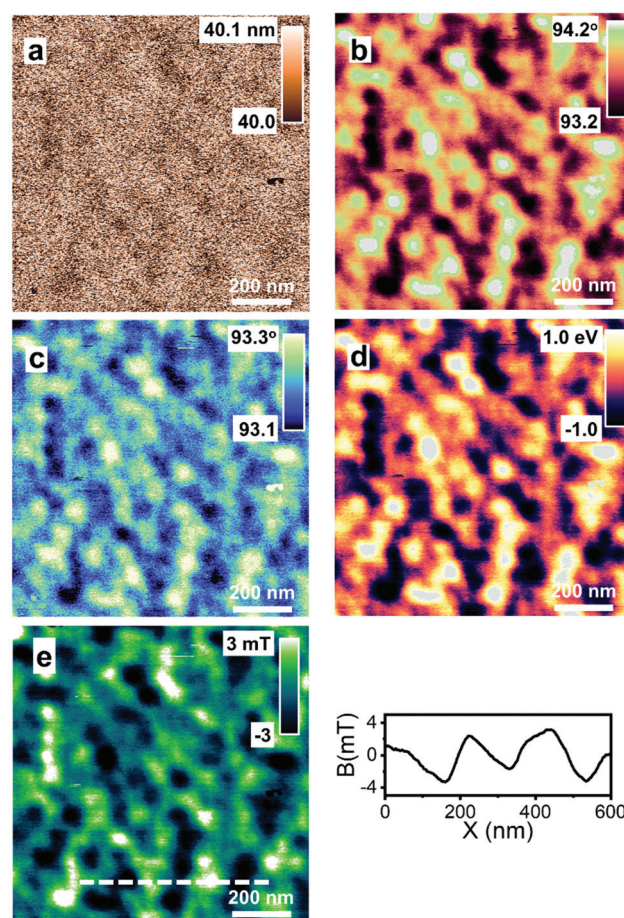 a
40.1 nm
40.0
200 nm
b
94.2°
93.2
200 nm
c
93.3°
93.1
200 nm
d
1.0 eV
-1.0
200 nm
e
3 mT
-3
200 nm
B(mT)
4
0
-4
0 200 400 600
X (nm)